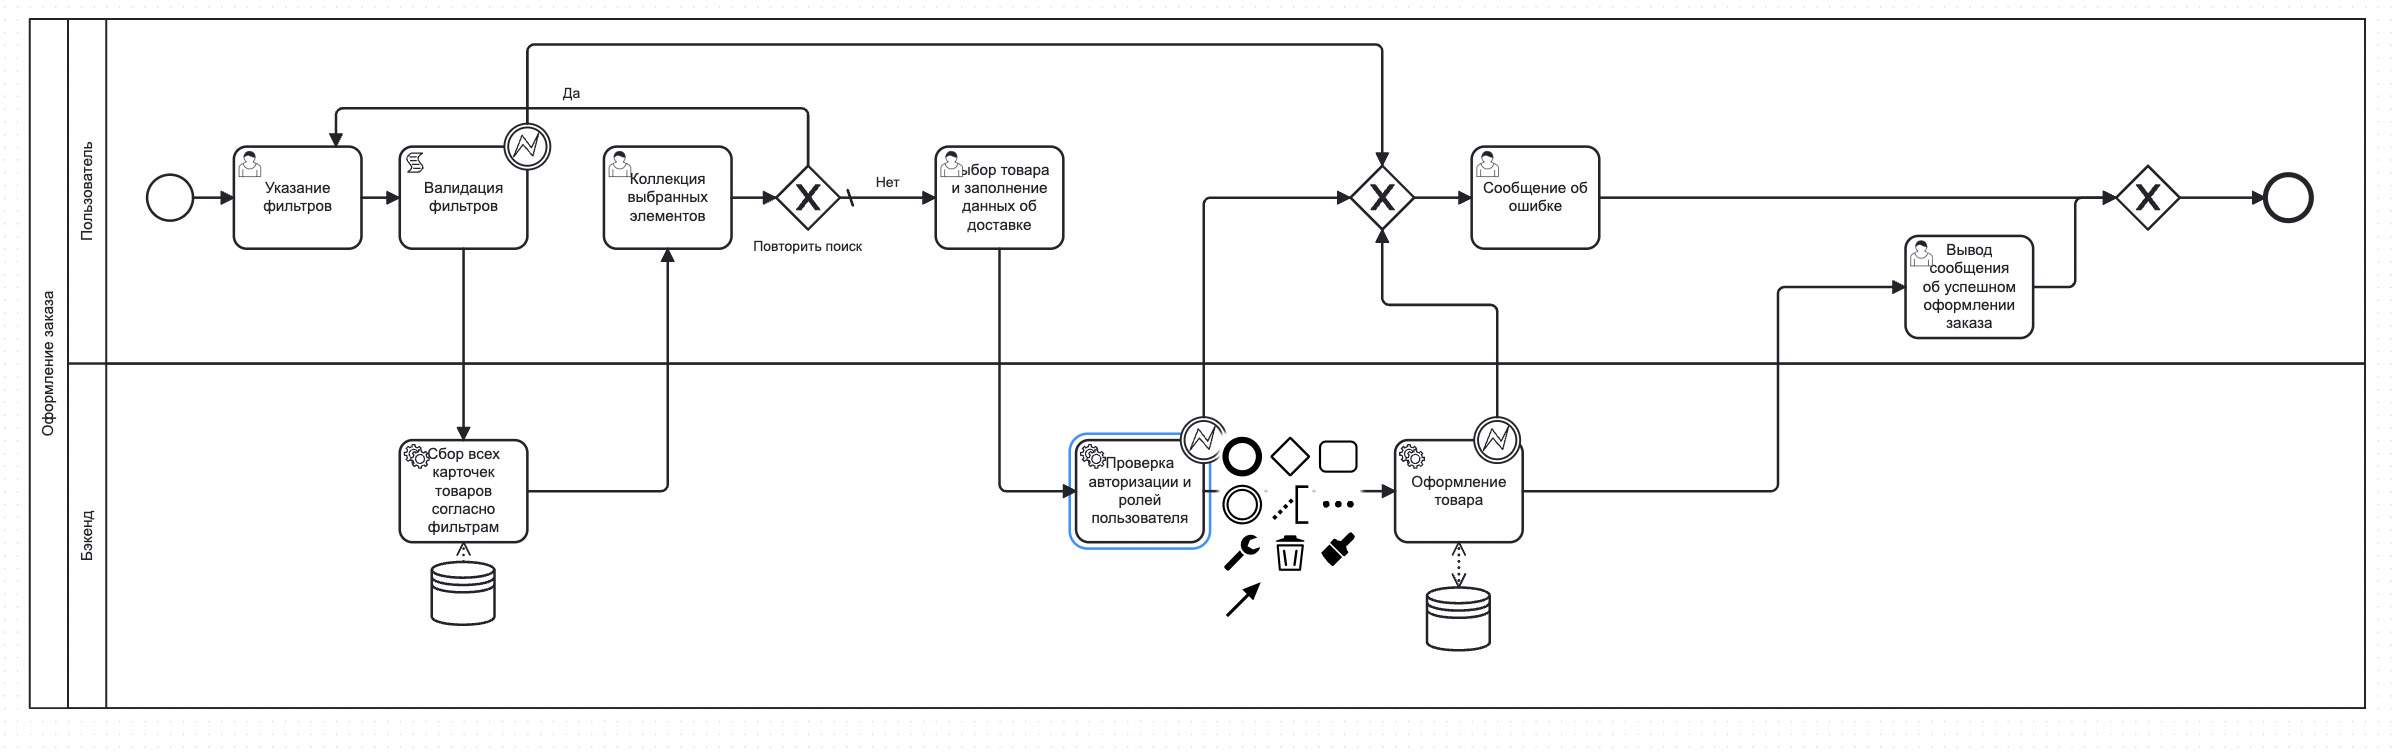 Оформление заказа
Пользователь
Бэкенд
Да
Указание
фильтров
Валидация
фильтров
Коллекция
выбранных
элементов
Повторить поиск
Нет
ыбор товара
и заполнение
данных об
доставке
Сообщение об
ошибке
Вывод
сообщения
об успешном
оформлении
заказа
Сбор всех
карточек
товаров
согласно
фильтрам
Проверка
авторизации и
ролей
пользователя
Оформление
товара